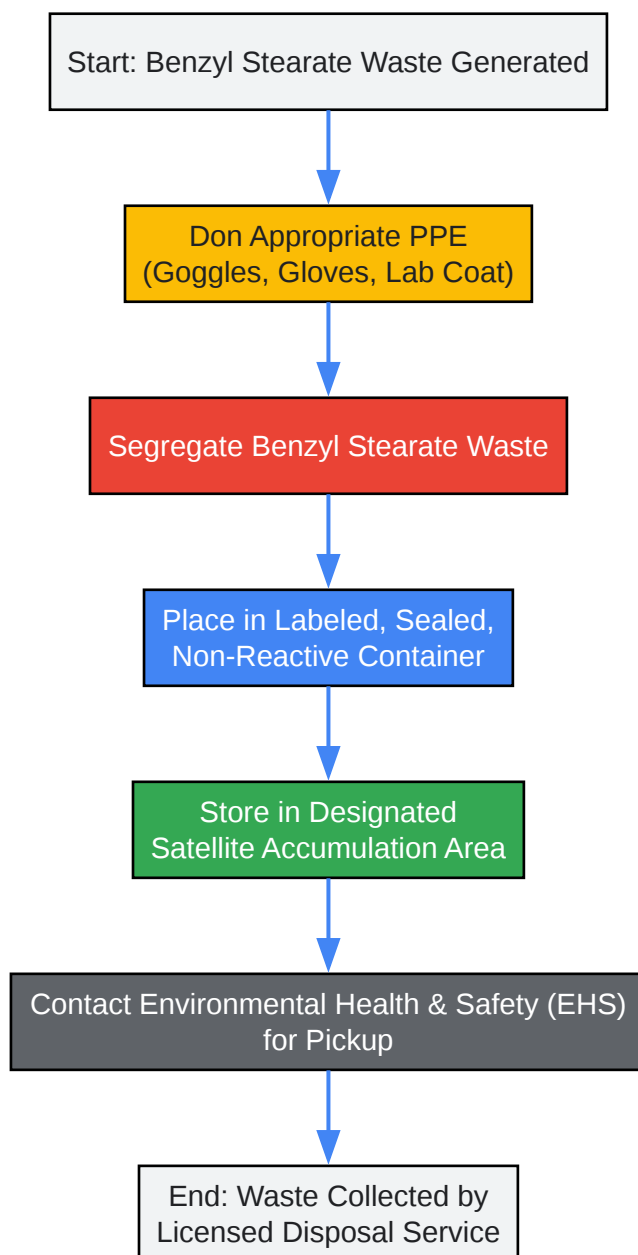 Start: Benzyl Stearate Waste Generated
Don Appropriate PPE
(Goggles, Gloves, Lab Coat)
Segregate Benzyl Stearate Waste
Place in Labeled, Sealed,
Non-Reactive Container
Store in Designated
Satellite Accumulation Area
Contact Environmental Health & Safety (EHS)
for Pickup
End: Waste Collected by
Licensed Disposal Service